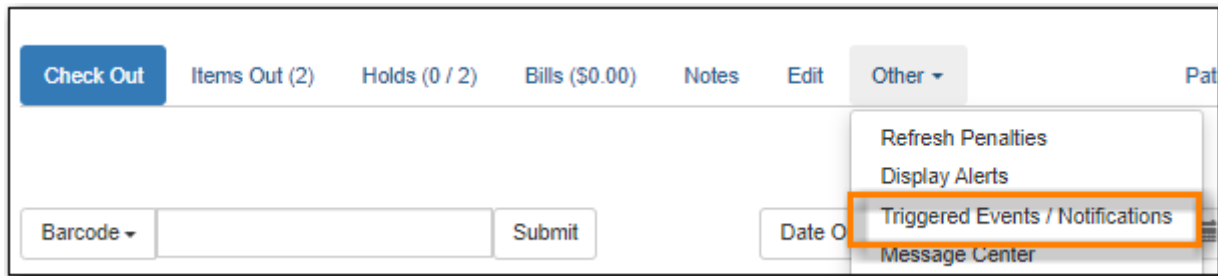 Check Out Items Out (2) Holds (0 / 2) Bills ($0.00) Notes Edit Other
Refresh Penalties
Display Alerts
Triggered Events / Notifications
Barcode Submit
Message Center